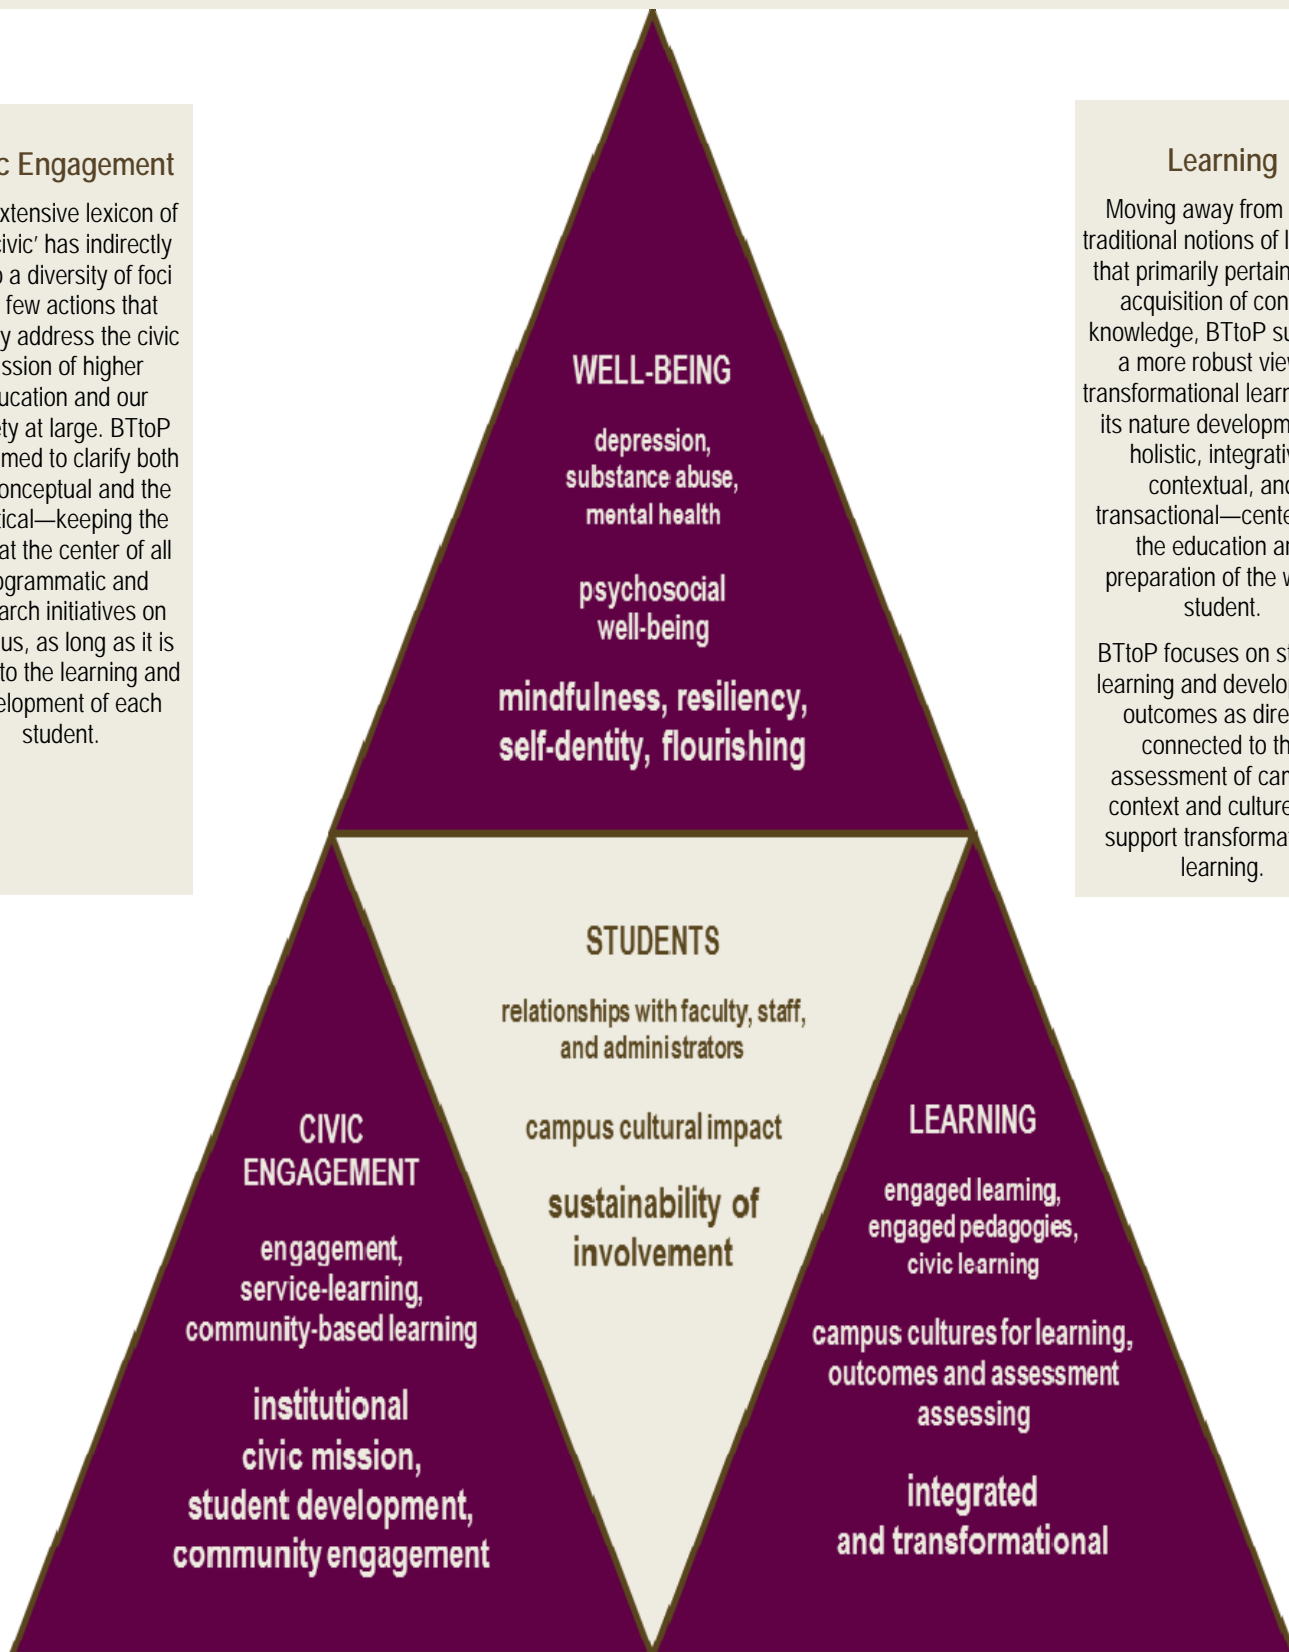 c Engagement
xtensive lexicon of
civic’ has indirectly
a diversity of foci
few actions that
y address the civic
ssion of higher
ucation and our
ety at large. BTtoP
med to clarify both
onceptual and the
tical—keeping the
at the center of all
ogrammatic and
arch initiatives on
us, as long as it is
to the learning and
elopment of each
student.
WELL-BEING
depression,
substance abuse,
mental health
psychosocial
well-being
mindfulness, resiliency,
self-dentity, flourishing
Learning
Moving away from
traditional notions of l
that primarily pertain
acquisition of con
knowledge, BTtoP su
a more robust vie
transformational learn
its nature developm
holistic, integrativ
contextual, and
transactional—cente
the education an
preparation of the w
student.
BTtoP focuses on st
learning and develop
outcomes as dire
connected to th
assessment of can
context and culture
support transforma
learning.
STUDENTS
relationships with faculty, staff,
and administrators
campus cultural impact
sustainability of
involvement
CIVIC
ENGAGEMENT
engagement,
service-learning,
community-based learning
institutional
civic mission,
student development,
community engagement
LEARNING
engaged learning,
engaged pedagogies,
civic learning
campus cultures for learning,
outcomes and assessment
assessing
integrated
and transformational